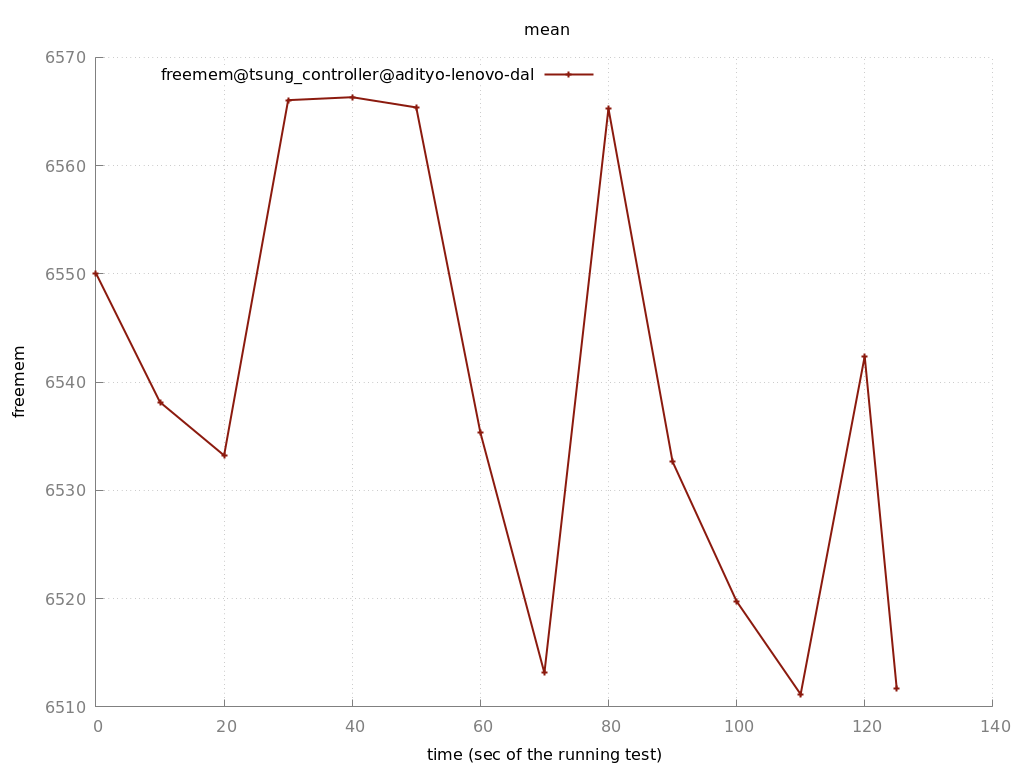 mean
6570
freemem@tsung_controller@adityo-lenovo-dal
6560
6550
6540
freemem
6530
6520
6510
0 20 40 60 80 100 120 140
time (sec of the running test)